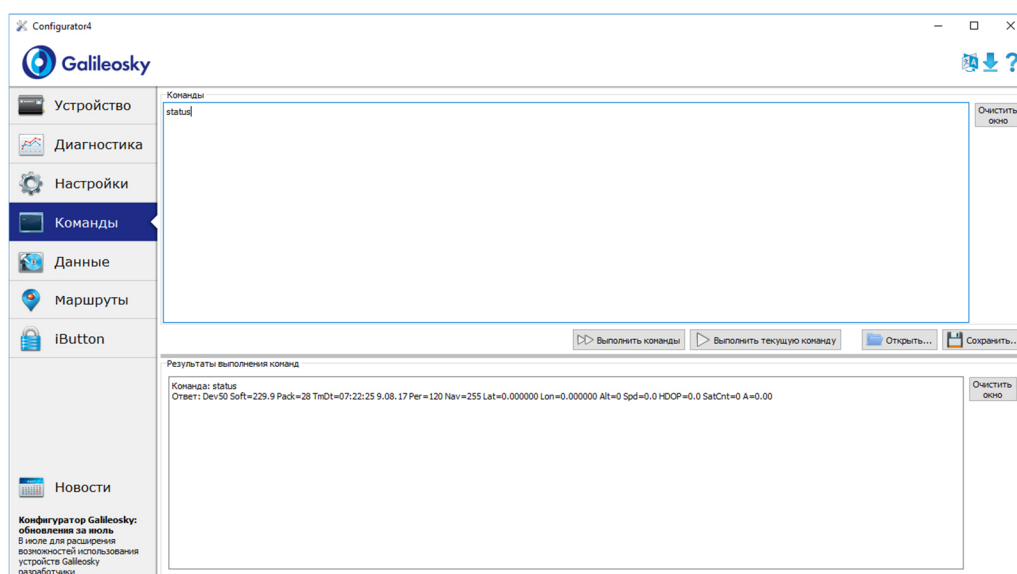 Configurator4
Galileosky
Устройство
Диагностика
Настройки
Команды
Данные
Маршруты
iButton
Новости
Конфигуратор Galileosky:
обновления за июль
В июле для расширения
возможностей использования
устройств Galileosky
разработчики
Команды
status
Очистить
окно
Выполнить команды
Выполнить текущую команду
Открыть...
Сохранить...
Результаты выполнения команд
Команда: status
Ответ: Dev50 Soft=229.9 Pack=28 TmDt=07:22:25 9.08.17 Per=120 Nav=255 Lat=0.000000 Lon=0.000000 Alt=0 Spd=0.0 HDOP=0.0 SatCnt=0 A=0.00
Очистить
окно